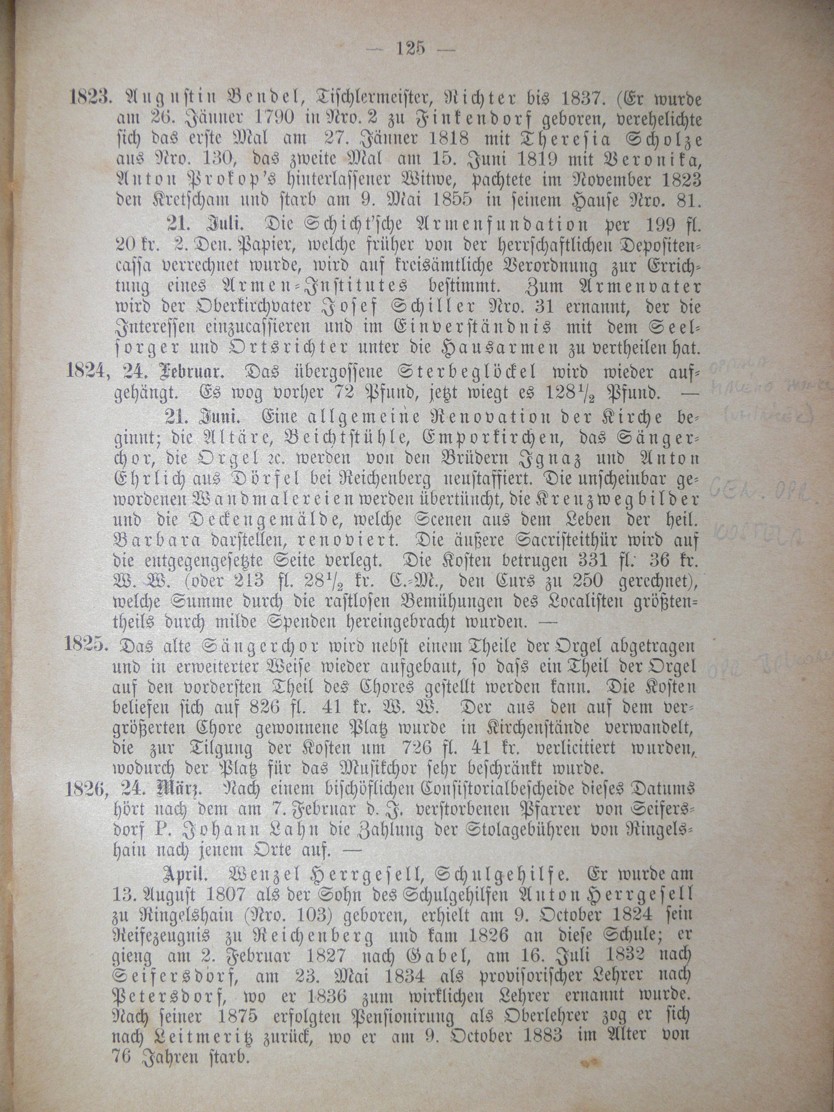 — 125 —
1823. Augustin Bendel, Tischlermeister, Richter bis 1837. (Er wurde
am 26. Jänner 1790 in Nro. 2 zu Finkendorf geboren, verehelichte
sich das erste Mal am 27. Jänner 1818 mit Theresia Scholze
aus Nro. 130, das zweite Mal am 15. Juni 1819 mit Veronika,
Anton Prokop's hinterlassener Witwe, pachtete im November 1823
den Kretscham und starb am 9. Mai 1855 in seinem Hause Nro. 81.
21. Juli. Die Schicht'sche Armenfundation per 199 fl.
20 kr. 2. Den. Papier, welche früher von der herrschaftlichen Depositen-
cassa verrechnet wurde, wird auf kreisämtliche Verordnung zur Errich-
tung eines Armen-Institutes bestimmt. Zum Armenvater
wird der Oberkirchvater Josef Schiller Nro. 31 ernannt, der die
Interessen einzucassieren und im Einverständnis mit dem Seel-
sorger und Ortsrichter unter die Hausarmen zu vertheilen hat.
1824, 24. Februar. Das übergossene Sterbeglöckel wird wieder auf-
gehängt. Es wog vorher 72 Pfund, jetzt wiegt es 128 1/2 Pfund. —
21. Juni. Eine allgemeine Renovation der Kirche be-
ginnt; die Altäre, Beichtstühle, Emporkirchen, das Sänger-
chor, die Orgel ꝛc. werden von den Brüdern Ignaz und Anton
Ehrlich aus Dörfel bei Reichenberg neustaffiert. Die unscheinbar ge-
wordenen Wandmalereien werden übertüncht, die Kreuzwegbilder
und die Deckengemälde, welche Scenen aus dem Leben der heil.
Barbara darstellen, renoviert. Die äußere Sacristeithür wird auf
die entgegengesetzte Seite verlegt. Die Kosten betrugen 331 fl. 36 kr.
W. W. (oder 213 fl. 28 1/2 kr. C.-M., den Curs zu 250 gerechnet),
welche Summe durch die rastlosen Bemühungen des Localisten größten-
theils durch milde Spenden hereingebracht wurden. —
1825. Das alte Sängerchor wird nebst einem Theile der Orgel abgetragen
und in erweiterter Weise wieder aufgebaut, so dass ein Theil der Orgel
auf den vordersten Theil des Chores gestellt werden kann. Die Kosten
beliefen sich auf 826 fl. 41 kr. W. W. Der aus den auf dem ver-
größerten Chore gewonnene Platz wurde in Kirchenstände verwandelt,
die zur Tilgung der Kosten um 726 fl. 41 kr. verlicitiert wurden,
wodurch der Platz für das Musikchor sehr beschränkt wurde.
1826, 24. März. Nach einem bischöflichen Consistorialbescheide dieses Datums
hört nach dem am 7. Februar d. J. verstorbenen Pfarrer von Seifers-
dorf P. Johann Lahn die Zahlung der Stolagebühren von Ringels-
hain nach jenem Orte auf. —
April. Wenzel Herrgesell, Schulgehilfe. Er wurde am
13. August 1807 als der Sohn des Schulgehilfen Anton Herrgesell
zu Ringelshain (Nro. 103) geboren, erhielt am 9. October 1824 sein
Reifezeugnis zu Reichenberg und kam 1826 an diese Schule; er
gieng am 2. Februar 1827 nach Gabel, am 16. Juli 1832 nach
Seifersdorf, am 23. Mai 1834 als provisorischer Lehrer nach
Petersdorf, wo er 1836 zum wirklichen Lehrer ernannt wurde.
Nach seiner 1875 erfolgten Pensionirung als Oberlehrer zog er sich
nach Leitmeritz zurück, wo er am 9. October 1883 im Alter von
76 Jahren starb.
GEN. OPR.
KOSTELA